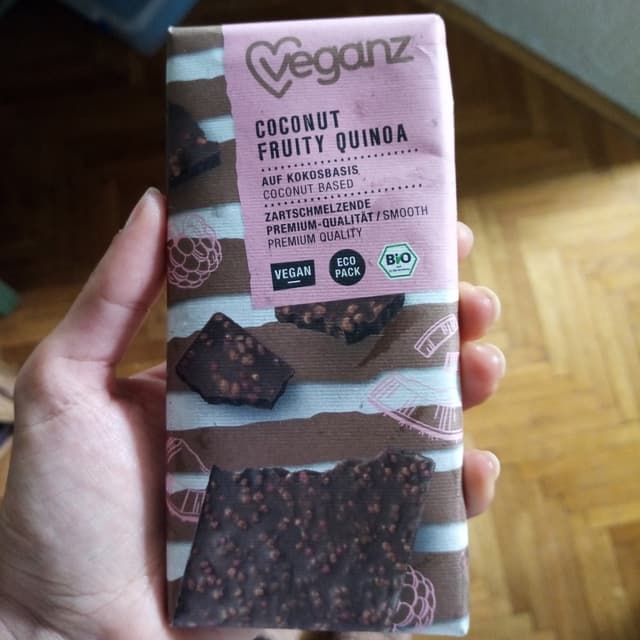 veganz
COCONUT
FRUITY QUINOA
AUF KOKOSBASIS
COCONUT BASED
ZARTSCHMELZENDE
PREMIUM-QUALITÄT / SMOOTH
PREMIUM QUALITY
VEGAN
ECO
PACK
BiO